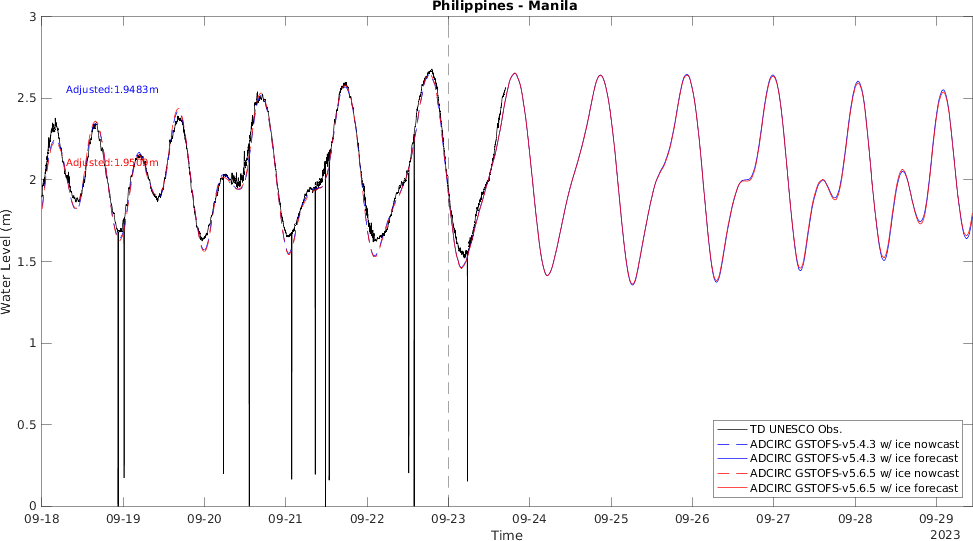 Philippines - Manila
3
2.5
2
1.5
1
0.5
0
Water Level (m)
Adjusted:1.9483m
TD UNESCO Obs.
ADCIRC GSTOFS-v5.4.3 w/ ice nowcast
ADCIRC GSTOFS-v5.4.3 w/ ice forecast
ADCIRC GSTOFS-v5.6.5 w/ ice nowcast
ADCIRC GSTOFS-v5.6.5 w/ ice forecast
09-18 09-19 09-20 09-21 09-22 09-23 09-24 09-25 09-26 09-27 09-28 09-29
Time
2023